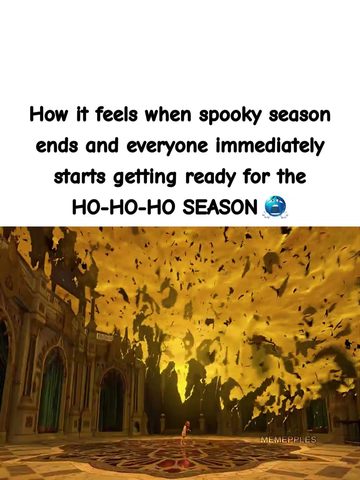 How it feels when spooky season
ends and everyone immediately
starts getting ready for the
HO-HO-HO SEASON
MEMEPPLES